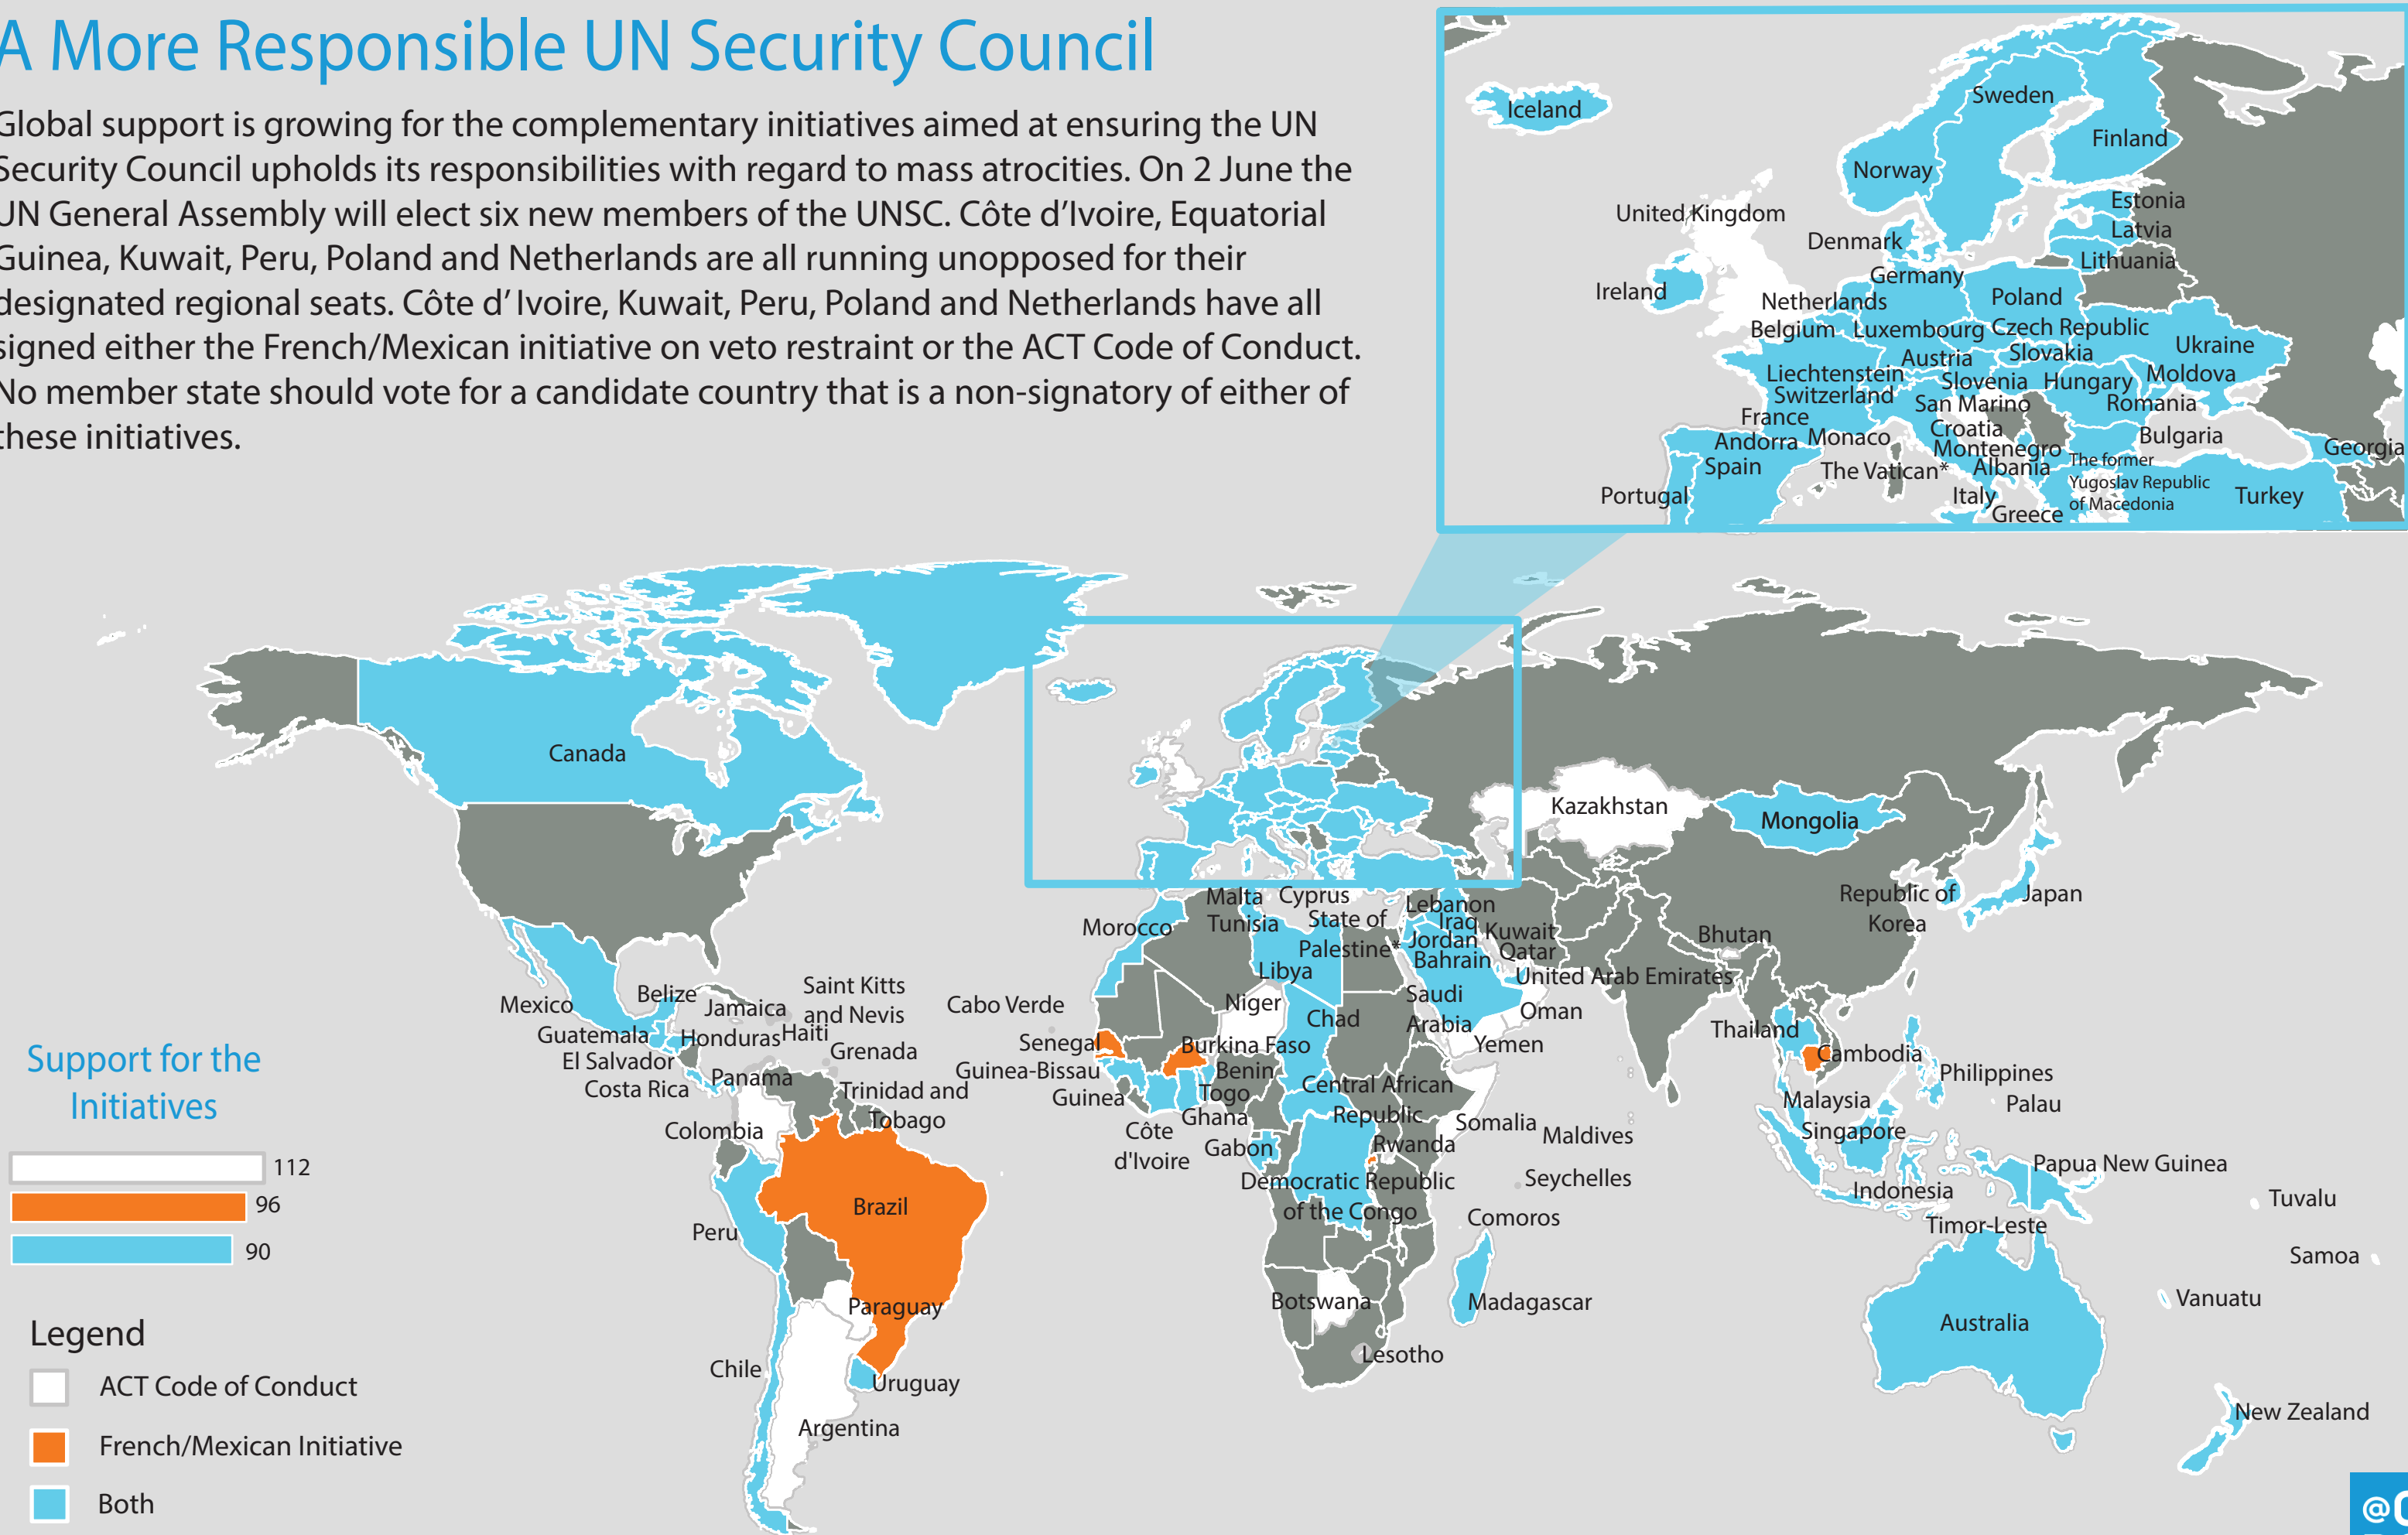 A More Responsible UN Security Council
Global support is growing for the complementary initiatives aimed at ensuring the UN
Security Council upholds its responsibilities with regard to mass atrocities. On 2 June the
UN General Assembly will elect six new members of the UNSC. Côte d'Ivoire, Equatorial
Guinea, Kuwait, Peru, Poland and Netherlands are all running unopposed for their
designated regional seats. Côte d' Ivoire, Kuwait, Peru, Poland and Netherlands have all
signed either the French/Mexican initiative on veto restraint or the ACT Code of Conduct.
No member state should vote for a candidate country that is a non-signatory of either of
these initiatives.
Iceland
Sweden
Finland
Norway
United Kingdom
Estonia
Latvia
Denmark
Lithuania
Germany
Ireland
Netherlands
Poland
Belgium
Luxembourg
Czech Republic
Ukraine
Austria
Slovakia
Liechtenstein
Slovenia
Hungary
Moldova
Switzerland
San Marino
Romania
France
Croatia
Andorra
Monaco
Bulgaria
Montenegro
Georgia
Spain
The Vatican*
Albania
The former
Yugoslav Republic
of Macedonia
Portugal
Italy
Turkey
Greece
Canada
Kazakhstan
Mongolia
Republic of
Korea
Japan
Malta
Cyprus
Lebanon
Morocco
Tunisia
State of
Palestine*
Iraq
Kuwait
Jordan
Qatar
Bahrain
Bhutan
Libya
United Arab Emirates
Mexico
Belize
Jamaica
Saint Kitts
and Nevis
Cabo Verde
Niger
Chad
Saudi
Arabia
Oman
Guatemala
Honduras
Haiti
Senegal
Burkina Faso
Yemen
Thailand
Cambodia
El Salvador
Grenada
Guinea-Bissau
Benin
Costa Rica
Panama
Trinidad and
Tobago
Guinea
Togo
Central African
Republic
Philippines
Malaysia
Palau
Colombia
Côte
d'Ivoire
Ghana
Gabon
Rwanda
Somalia
Maldives
Singapore
Democratic Republic
of the Congo
Seychelles
Papua New Guinea
Indonesia
Tuvalu
Brazil
Peru
Comoros
Timor-Leste
Samoa
Paraguay
Botswana
Madagascar
Vanuatu
Australia
Chile
Uruguay
Lesotho
Argentina
New Zealand
Support for the
Initiatives
112
96
90
Legend
ACT Code of Conduct
French/Mexican Initiative
Both